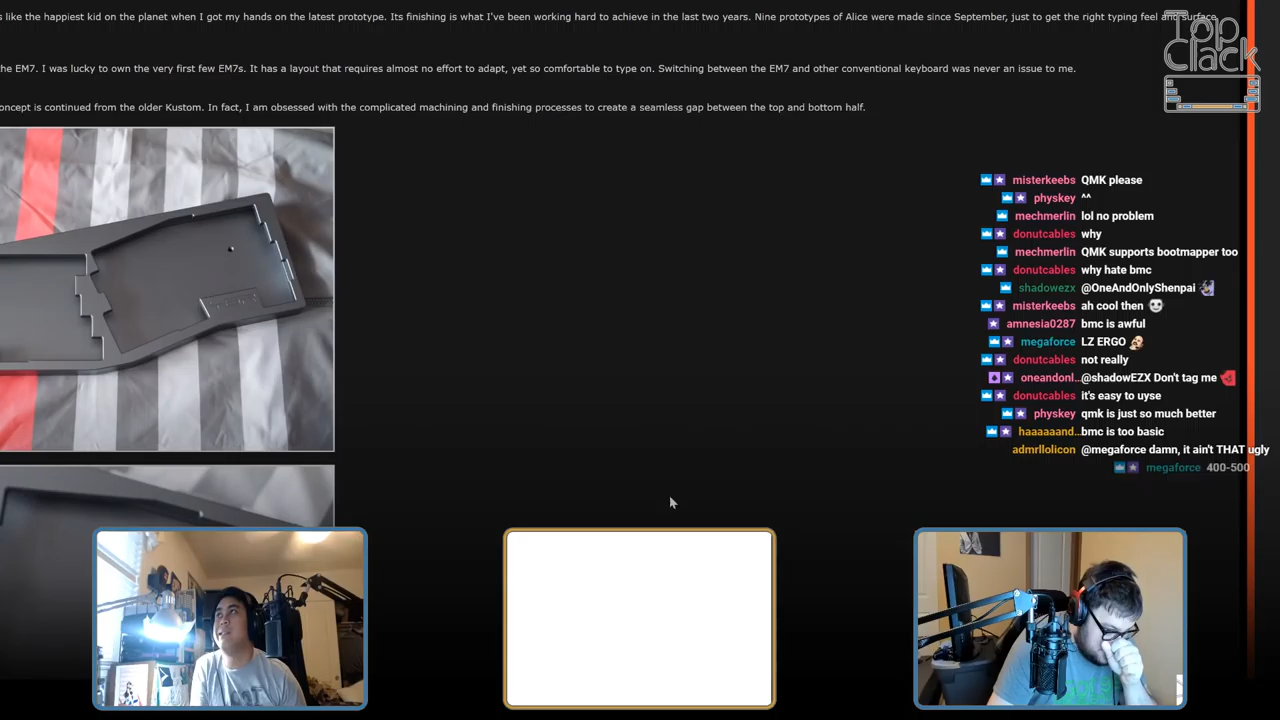 s like the happiest kid on the planet when I got my hands on the latest prototype. Its finishing is what I've been working hard to achieve in the last two years. Nine prototypes of Alice were made since September, just to get the right typing feel and surface
Top
Clack
the EM7. I was lucky to own the very first few EM7s. It has a layout that requires almost no effort to adapt, yet so comfortable to type on. Switching between the EM7 and other conventional keyboard was never an issue to me.
oncept is continued from the older Kustom. In fact, I am obsessed with the complicated machining and finishing processes to create a seamless gap between the top and bottom half.
misterkeebs QMK please
physkey ^^
mechmerlin lol no problem
donutcables why
mechmerlin QMK supports bootmapper too
donutcables why hate bmc
shadowezx @OneAndOnlyShenpai
misterkeebs ah cool then
amnesia0287 bmc is awful
megaforce LZ ERGO
donutcables not really
oneandonl... @shadowEZX Don't tag me
donutcables it's easy to uyse
physkey qmk is just so much better
haaaaaand... bmc is too basic
admrllolicon @megaforce damn, it ain't THAT ugly
megaforce 400-500